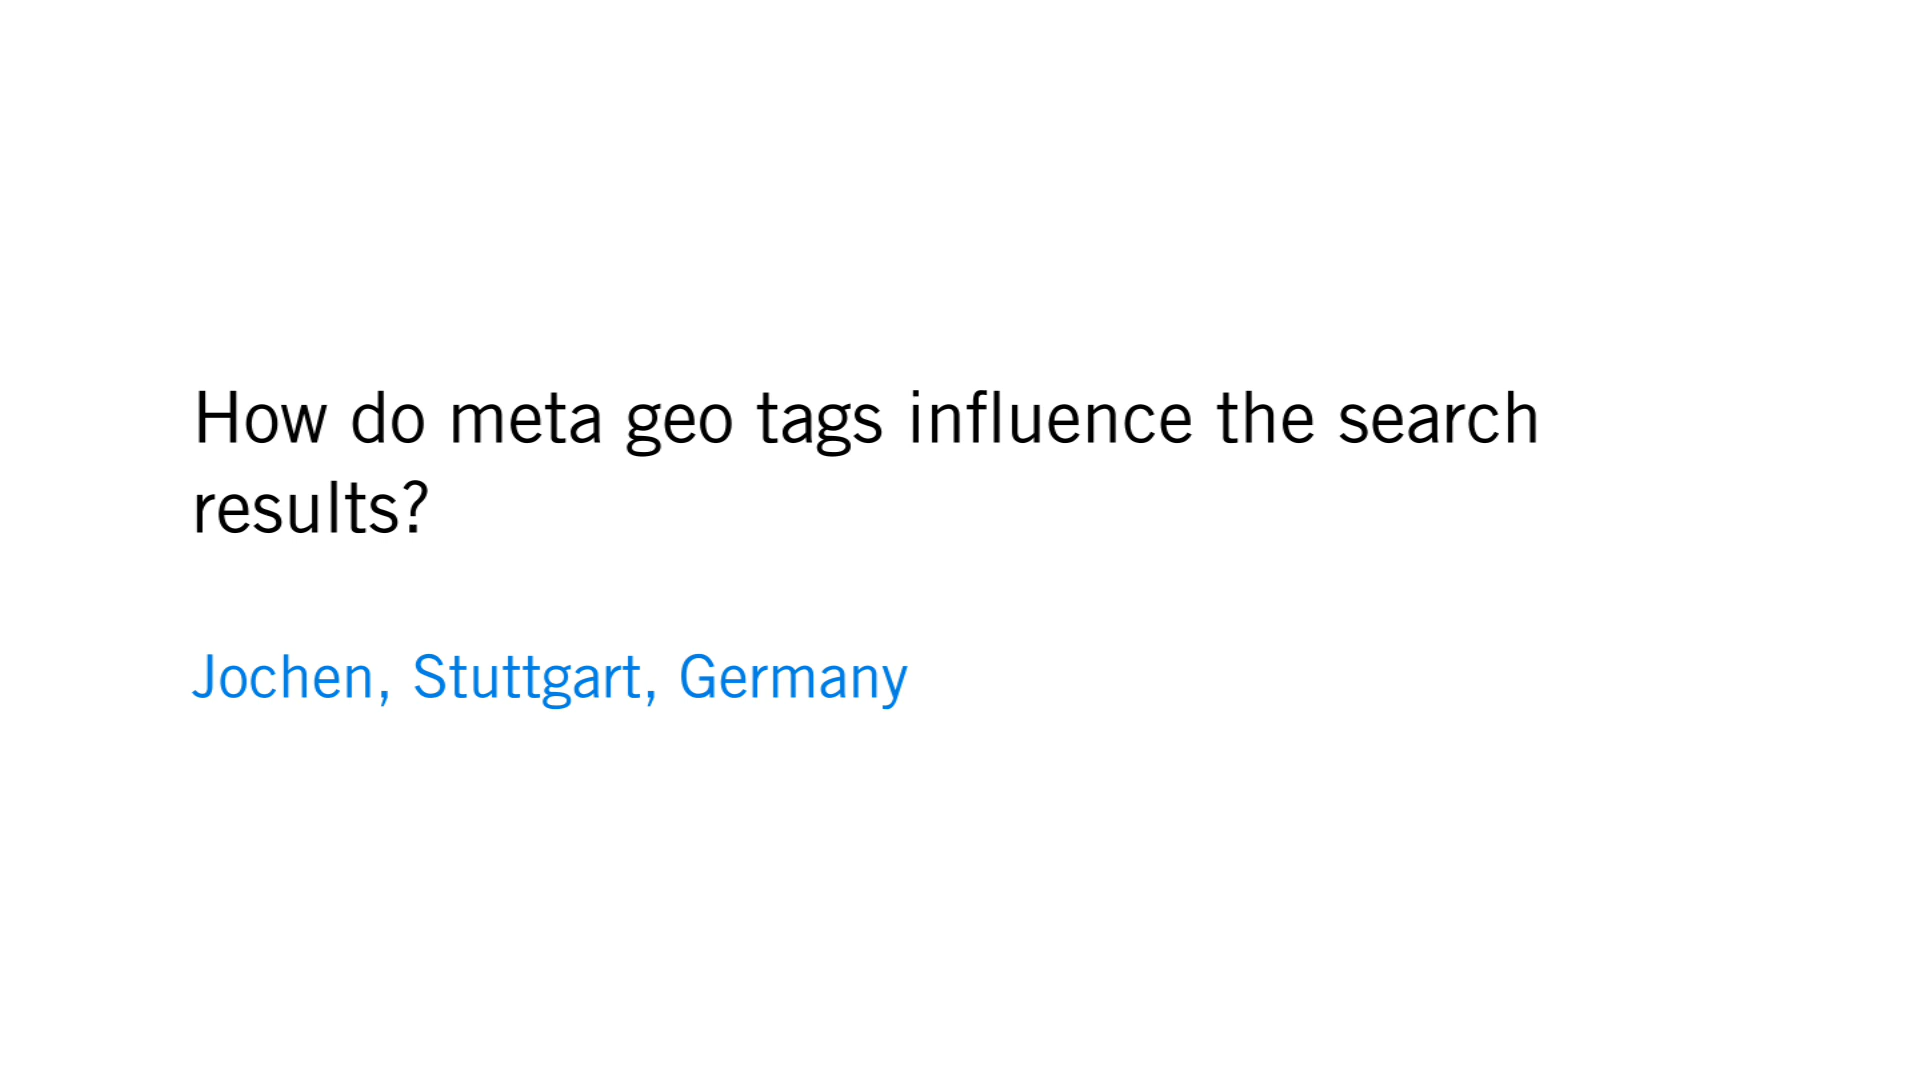 How do meta geo tags influence the search
results?
Jochen, Stuttgart, Germany